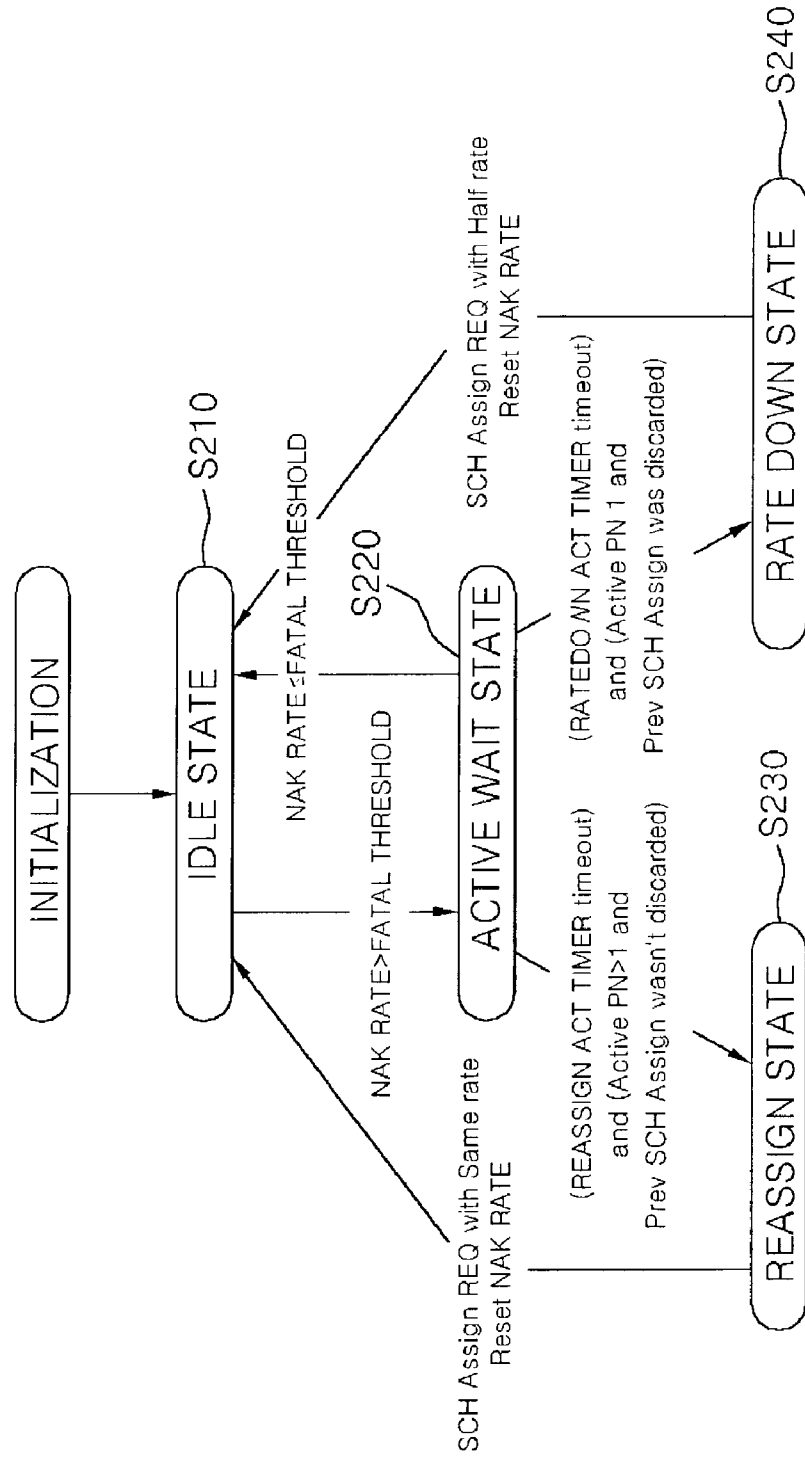 INITIALIZATION
IDLE STATE
S210
NAK RATE≤FATAL THRESHOLD
NAK RATE>FATAL THRESHOLD
SCH Assign REQ with Same rate
Reset NAK RATE
SCH Assign REQ with Half rate
Reset NAK RATE
S220
ACTIVE WAIT STATE
(REASSIGN ACT TIMER timeout)
and (Active PN>1 and
Prev SCH Assign wasn't discarded)
(RATEDOWN ACT TIMER timeout)
and (Active PN 1 and
Prev SCH Assign was discarded)
S230
REASSIGN STATE
S240
RATE DOWN STATE